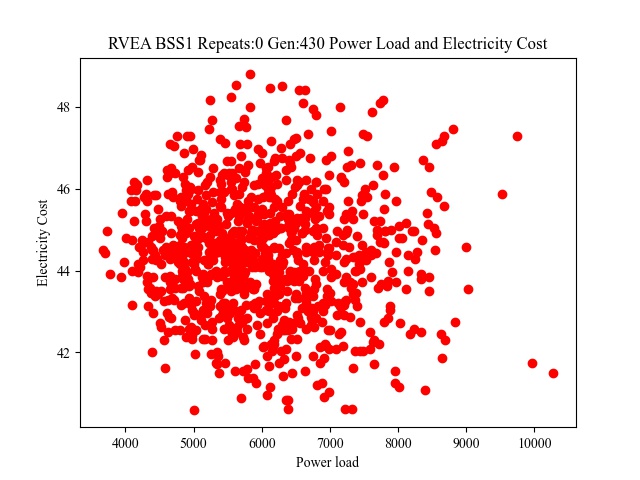 RVEA BSS1 Repeats:0 Gen:430 Power Load and Electricity Cost
48
46
44
42
Electricity Cost
4000 5000 6000 7000 8000 9000 10000
Power load